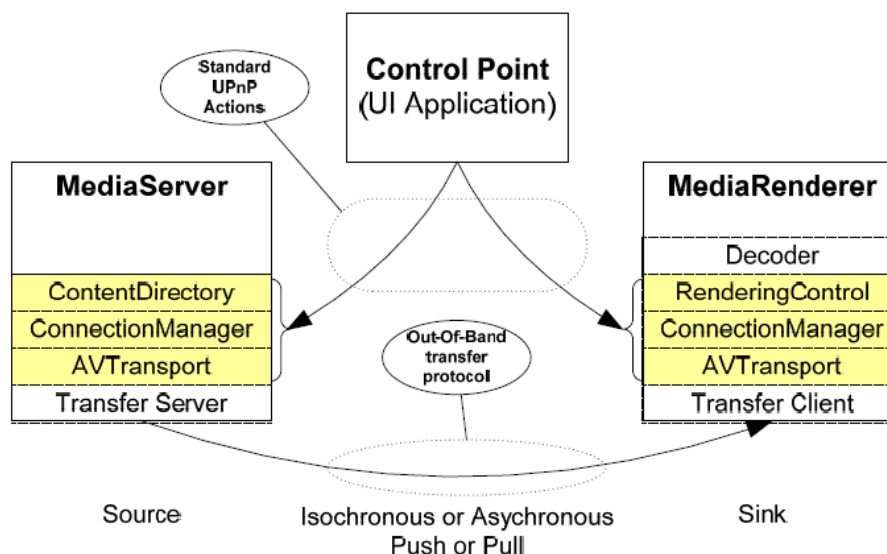 Standard
UPnP
Actions
Control Point
(UI Application)
MediaServer
ContentDirectory
ConnectionManager
AVTransport
Transfer Server
MediaRenderer
Decoder
RenderingControl
ConnectionManager
AVTransport
Transfer Client
Out-Of-Band
transfer
protocol
Source
Isochronous or Asychronous
Push or Pull
Sink